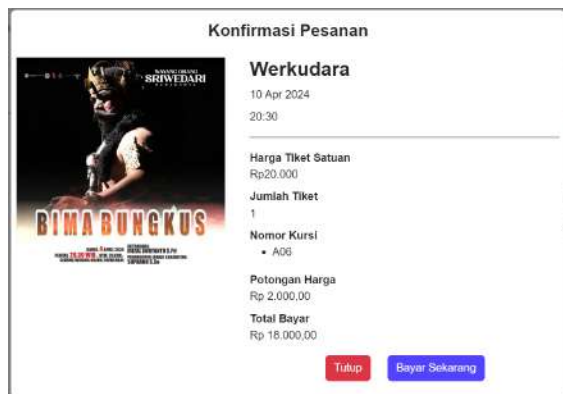 Konfirmasi Pesanan
WAYANG ORANG
SRIWEDARI
SURAKARTA
BIMA BUNGKUS
Werkudara
10 Apr 2024
20:30
Harga Tiket Satuan
Rp20.000
Jumlah Tiket
1
Nomor Kursi
A06
Potongan Harga
Rp 2.000,00
Total Bayar
Rp 18.000,00
Tutup
Bayar Sekarang